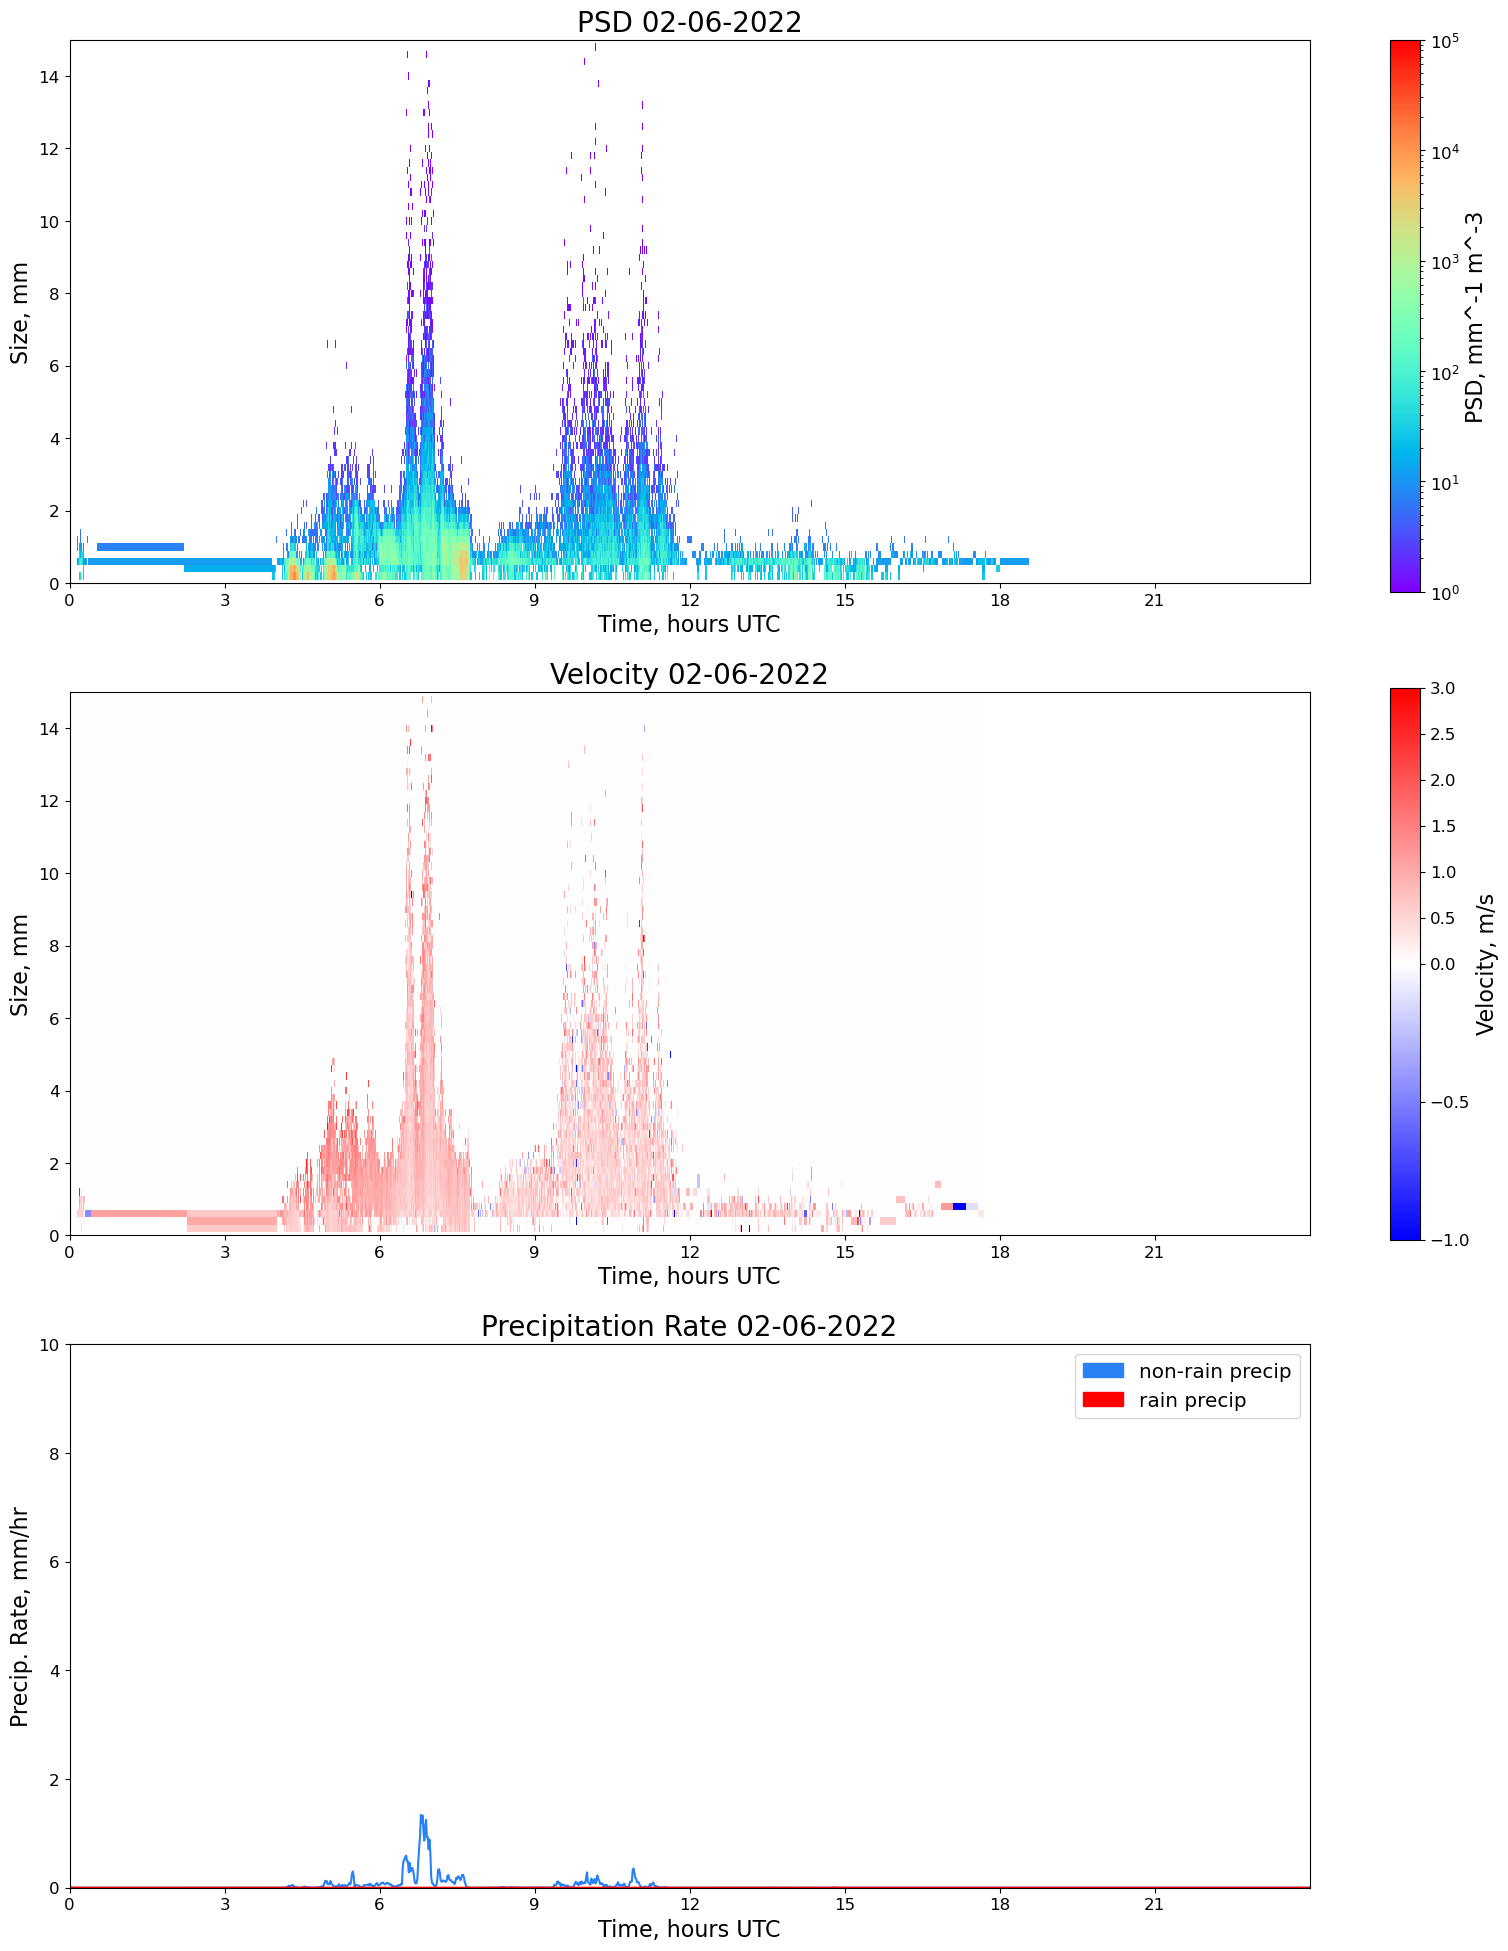 PSD 02-06-2022
14
12
10
8
6
4
2
0
Size, mm
0 3 6 9 12 15 18 21
Time, hours UTC
10^5
10^4
10^3
10^2
10^1
10^0
PSD, mm^-1 m^-3
Velocity 02-06-2022
14
12
10
8
6
4
2
0
Size, mm
0 3 6 9 12 15 18 21
Time, hours UTC
3.0
2.5
2.0
1.5
1.0
0.5
0.0
−0.5
−1.0
Velocity, m/s
Precipitation Rate 02-06-2022
10
8
6
4
2
0
Precip. Rate, mm/hr
non-rain precip
rain precip
0 3 6 9 12 15 18 21
Time, hours UTC